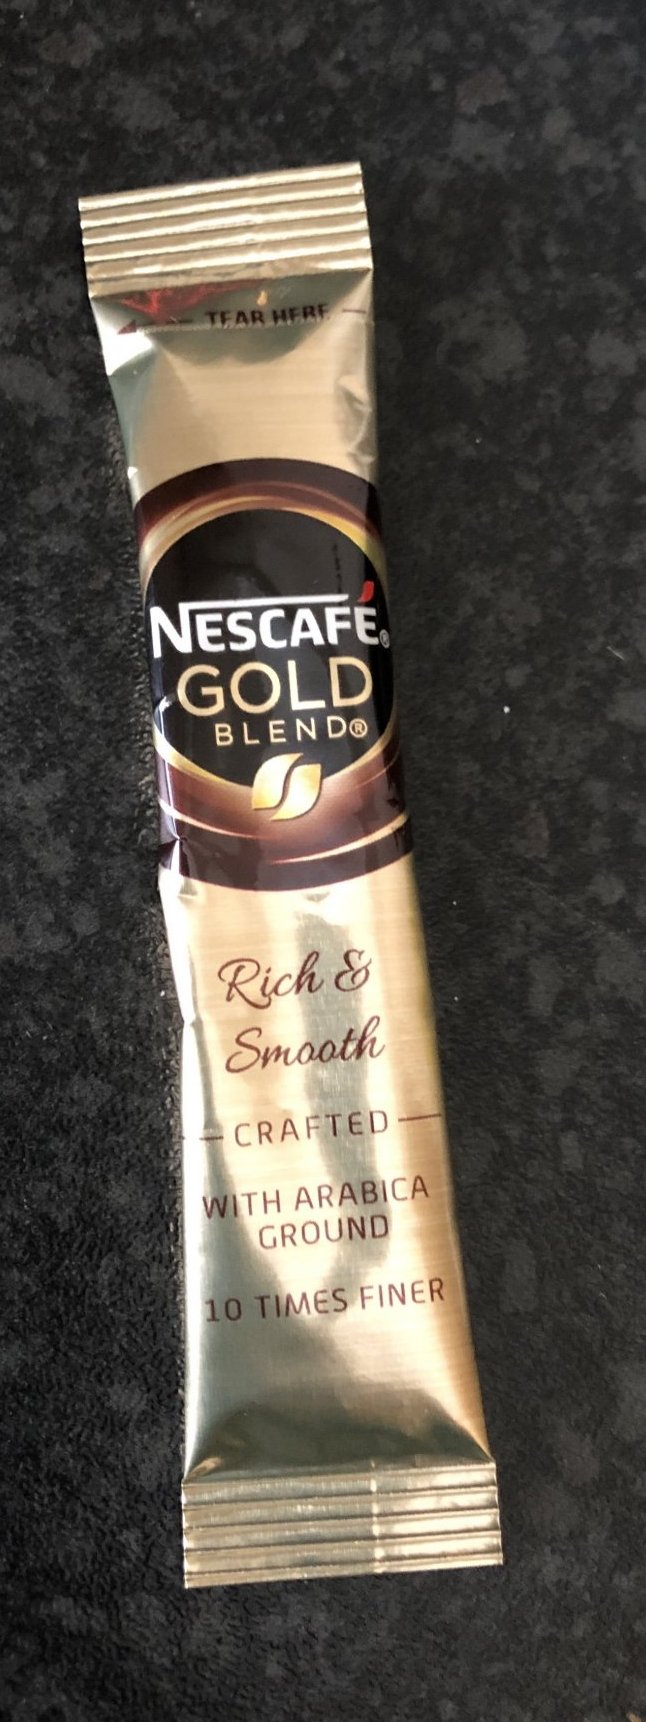 TEAR HERE
NESCAFÉ®
GOLD
BLEND®
Rich &
Smooth
CRAFTED
WITH ARABICA
GROUND
10 TIMES FINER